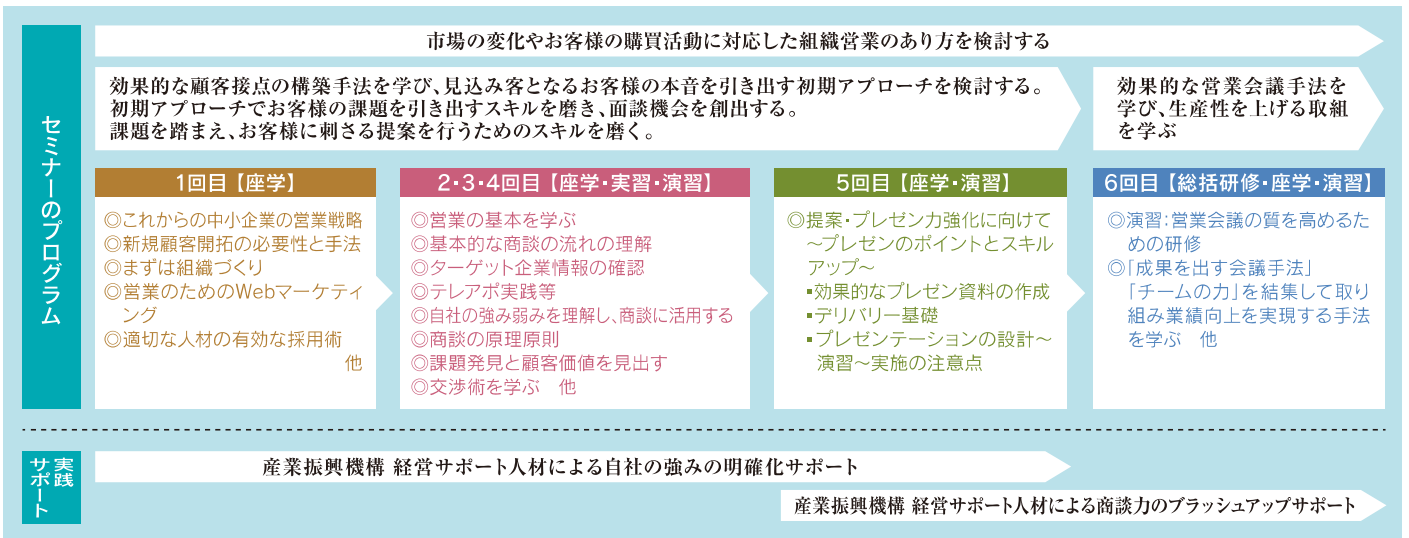 セミナーのプログラム
市場の変化やお客様の購買活動に対応した組織営業のあり方を検討する
効果的な顧客接点の構築手法を学び、見込み客となるお客様の本音を引き出す初期アプローチを検討する。
初期アプローチでお客様の課題を引き出すスキルを磨き、面談機会を創出する。
課題を踏まえ、お客様に刺さる提案を行うためのスキルを磨く。
効果的な営業会議手法を
学び、生産性を上げる取組
を学ぶ
1回目【座学】
◎これからの中小企業の営業戦略
◎新規顧客開拓の必要性と手法
◎まずは組織づくり
◎営業のためのWebマーケティ
ング
◎適切な人材の有効な採用術
他
2・3・4回目【座学・実習・演習】
◎営業の基本を学ぶ
◎基本的な商談の流れの理解
◎ターゲット企業情報の確認
◎テレアポ実践等
◎自社の強み弱みを理解し、商談に活用する
◎商談の原理原則
◎課題発見と顧客価値を見出す
◎交渉術を学ぶ　他
5回目【座学・演習】
◎提案・プレゼン力強化に向けて
～プレゼンのポイントとスキル
アップ～
▪効果的なプレゼン資料の作成
▪デリバリー基礎
▪プレゼンテーションの設計～
演習～実施の注意点
6回目【総括研修・座学・演習】
◎演習：営業会議の質を高めるた
めの研修
◎「成果を出す会議手法」
「チームの力」を結集して取り
組み業績向上を実現する手法
を学ぶ　他
実践
サポート
産業振興機構 経営サポート人材による自社の強みの明確化サポート
産業振興機構 経営サポート人材による商談力のブラッシュアップサポート